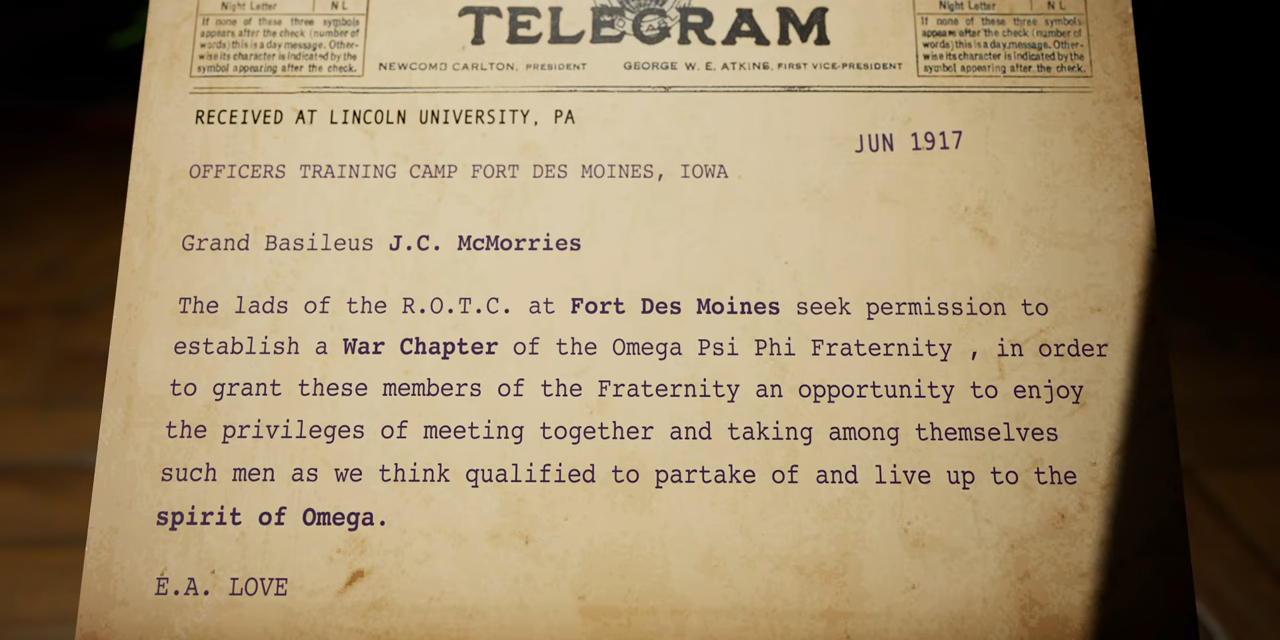 Night Letter NL
If none of these three symbols
appears after the check (number of
words) this is a day message. Other-
wise its character is indicated by the
symbol appearing after the check.
TELEGRAM
NEWCOMB CARLTON, PRESIDENT GEORGE W. E. ATKINS, FIRST VICE-PRESIDENT
Night Letter NL
If none of these three symbols
appears after the check (number of
words) this is a day message. Other-
wise its character is indicated by the
symbol appearing after the check.
RECEIVED AT LINCOLN UNIVERSITY, PA
JUN 1917
OFFICERS TRAINING CAMP FORT DES MOINES, IOWA
Grand Basileus J.C. McMorries
The lads of the R.O.T.C. at Fort Des Moines seek permission to
establish a War Chapter of the Omega Psi Phi Fraternity , in order
to grant these members of the Fraternity an opportunity to enjoy
the privileges of meeting together and taking among themselves
such men as we think qualified to partake of and live up to the
spirit of Omega.
E.A. LOVE